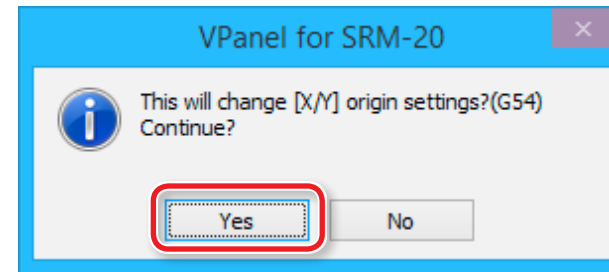 VPanel for SRM-20
This will change [X/Y] origin settings?(G54)
Continue?
Yes
No